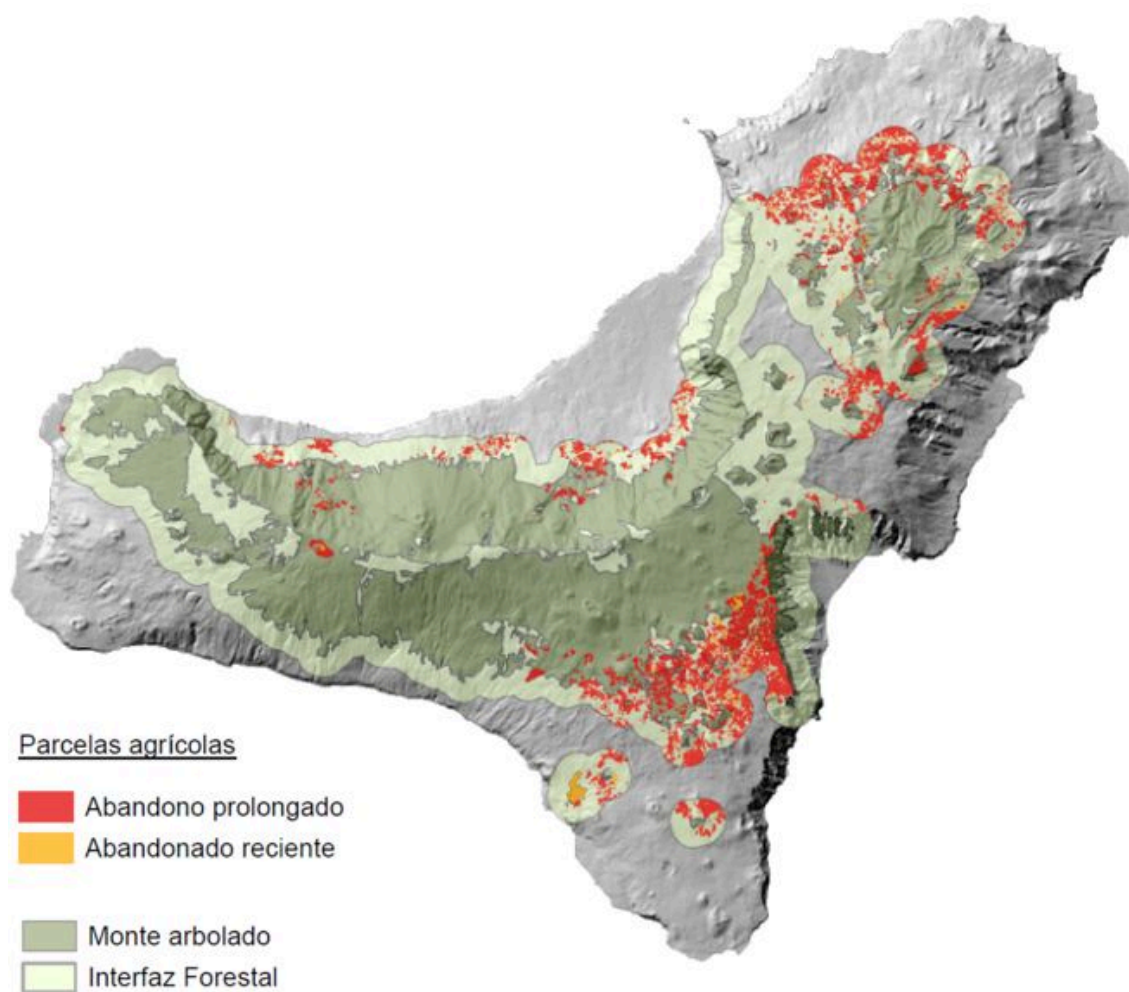 Parcelas agrícolas
Abandono prolongado
Abandonado reciente
Monte arbolado
Interfaz Forestal